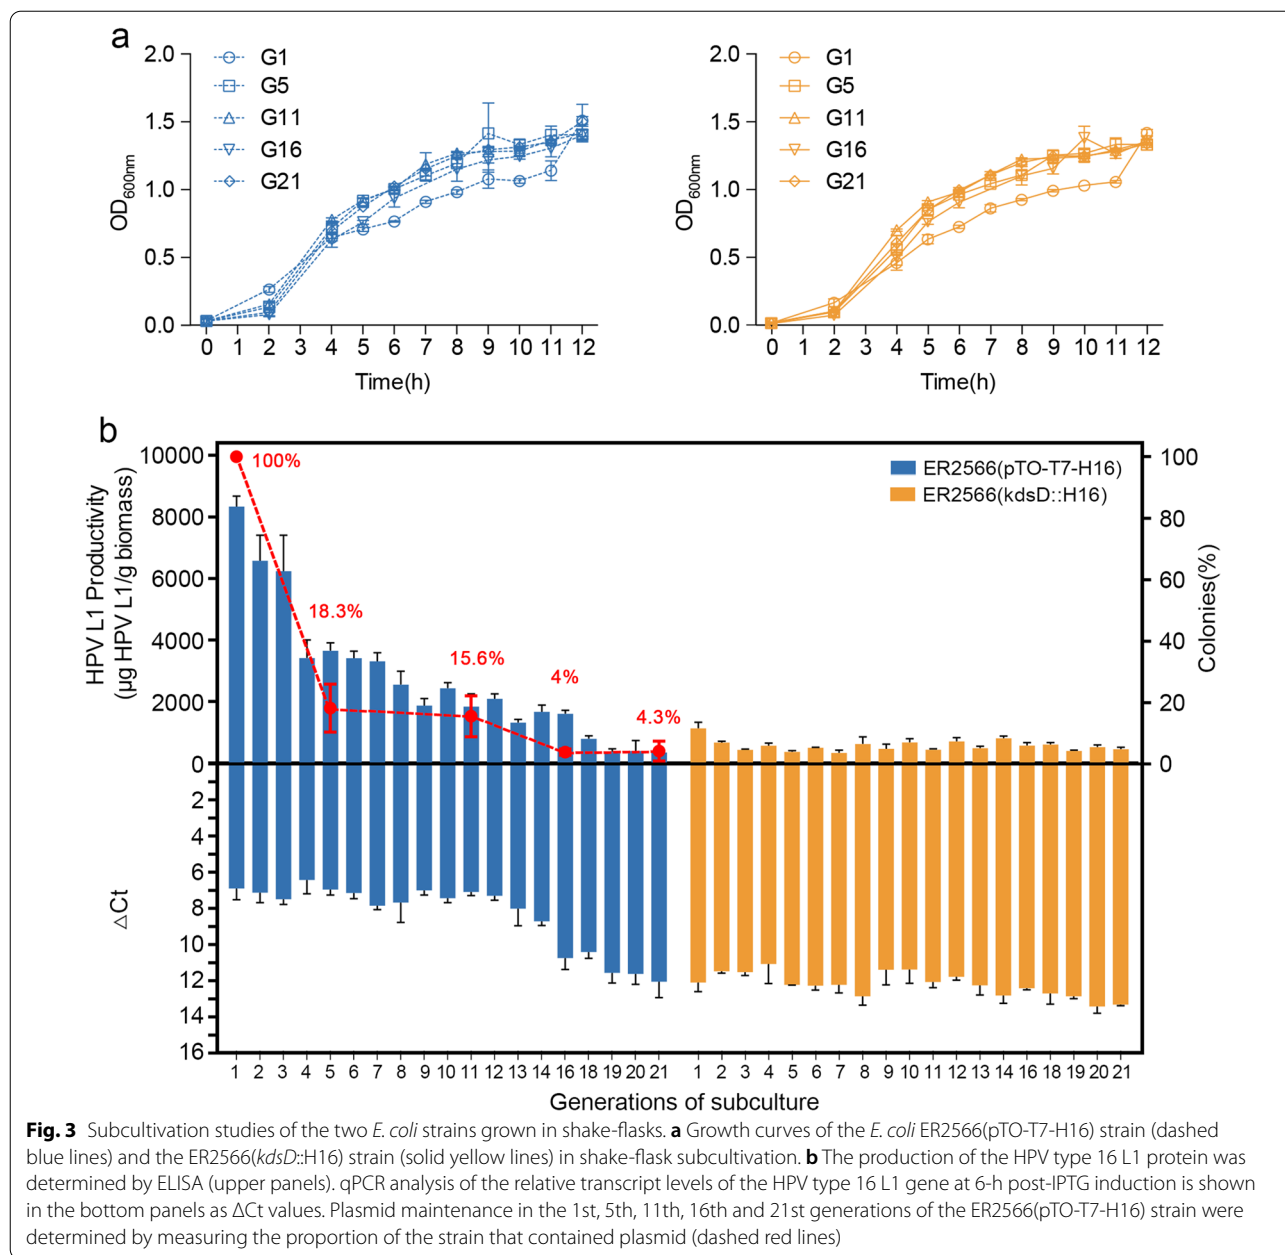 a
2.0
1.5
1.0
0.5
0.0
OD600nm
G1
G5
G11
G16
G21
0 1 2 3 4 5 6 7 8 9 10 11 12
Time(h)
2.0
1.5
1.0
0.5
0.0
OD600nm
G1
G5
G11
G16
G21
0 1 2 3 4 5 6 7 8 9 10 11 12
Time(h)
b
HPV L1 Productivity
(µg HPV L1/g biomass)
10000
8000
6000
4000
2000
0
100%
18.3%
15.6%
4%
4.3%
ER2566(pTO-T7-H16)
ER2566(kdsD::H16)
100
80
60
40
20
0
Colonies(%)
△Ct
2
4
6
8
10
12
14
16
1 2 3 4 5 6 7 8 9 10 11 12 13 14 16 18 19 20 21 1 2 3 4 5 6 7 8 9 10 11 12 13 14 16 18 19 20 21
Generations of subculture
Fig. 3 Subcultivation studies of the two E. coli strains grown in shake-flasks. a Growth curves of the E. coli ER2566(pTO-T7-H16) strain (dashed
blue lines) and the ER2566(kdsD::H16) strain (solid yellow lines) in shake-flask subcultivation. b The production of the HPV type 16 L1 protein was
determined by ELISA (upper panels). qPCR analysis of the relative transcript levels of the HPV type 16 L1 gene at 6-h post-IPTG induction is shown
in the bottom panels as ΔCt values. Plasmid maintenance in the 1st, 5th, 11th, 16th and 21st generations of the ER2566(pTO-T7-H16) strain were
determined by measuring the proportion of the strain that contained plasmid (dashed red lines)